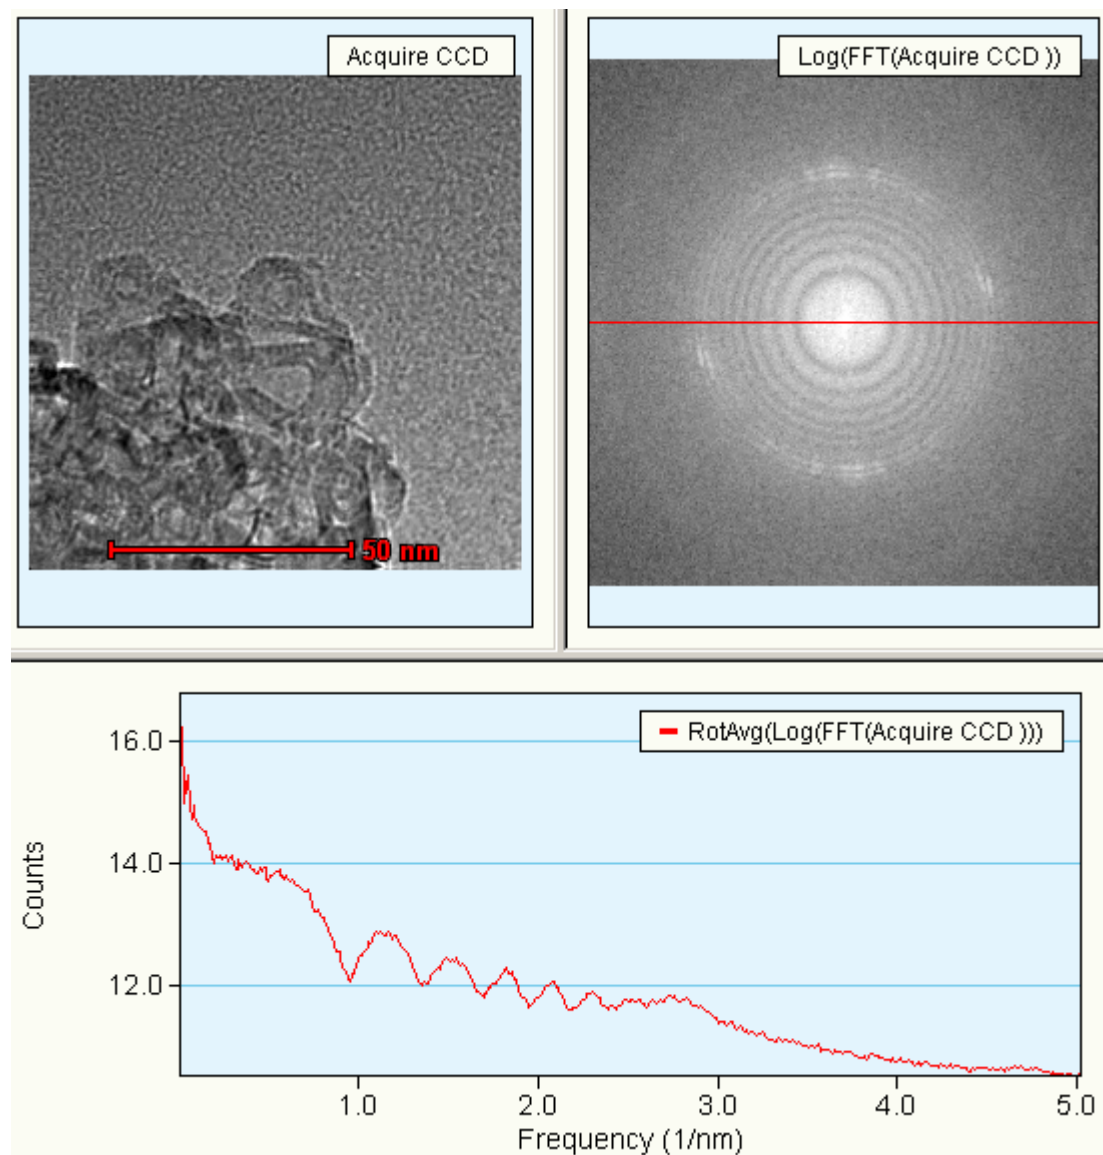 Acquire CCD
Log(FFT(Acquire CCD ))
50 nm
RotAvg(Log(FFT(Acquire CCD )))
16.0
14.0
12.0
Counts
1.0 2.0 3.0 4.0 5.0
Frequency (1/nm)